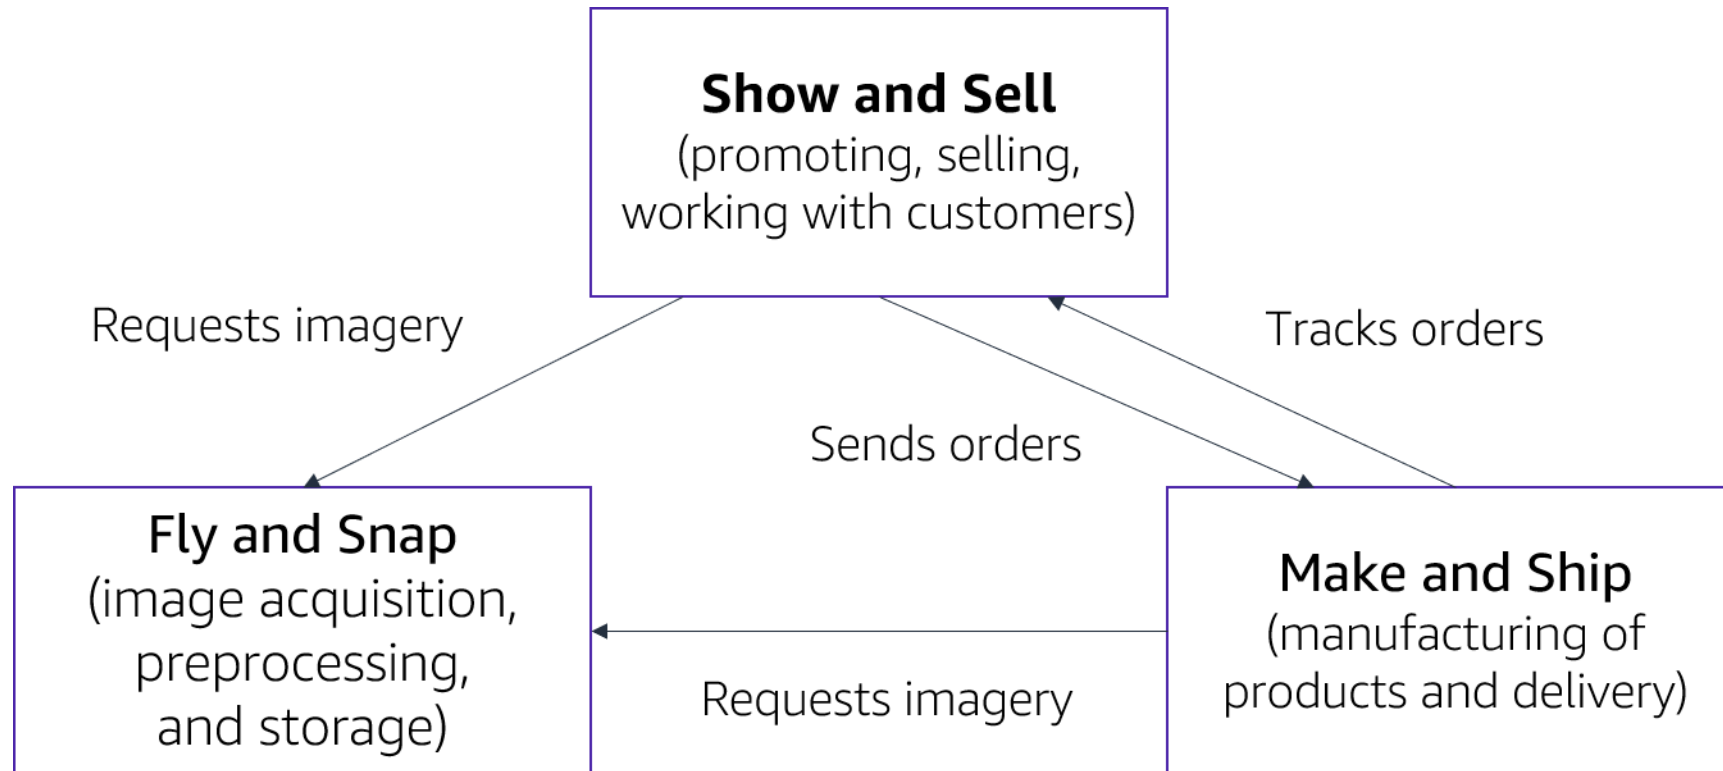 Show and Sell
(promoting, selling,
working with customers)
Requests imagery
Tracks orders
Sends orders
Fly and Snap
(image acquisition,
preprocessing,
and storage)
Make and Ship
(manufacturing of
products and delivery)
Requests imagery